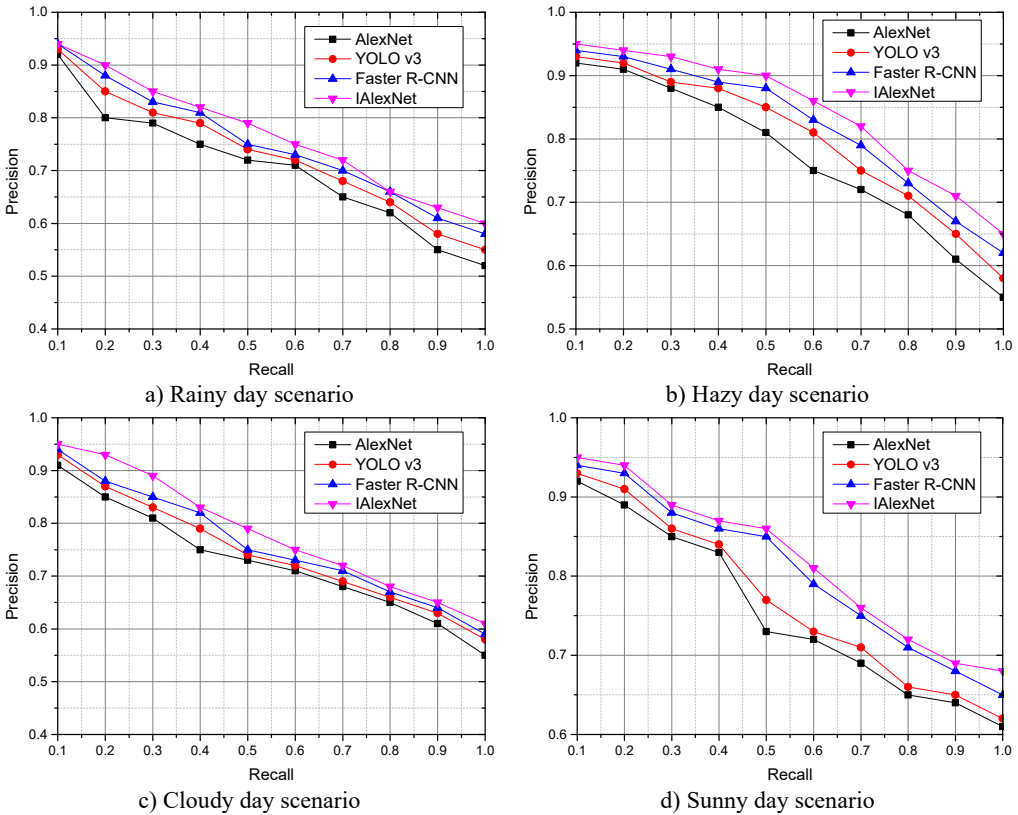 1.0
0.9
0.8
0.7
0.6
0.5
0.4
Precision
AlexNet
YOLO v3
Faster R-CNN
IAlexNet
0.1 0.2 0.3 0.4 0.5 0.6 0.7 0.8 0.9 1.0
Recall
a) Rainy day scenario
1.0
0.9
0.8
0.7
0.6
0.5
Precision
AlexNet
YOLO v3
Faster R-CNN
IAlexNet
0.1 0.2 0.3 0.4 0.5 0.6 0.7 0.8 0.9 1.0
Recall
b) Hazy day scenario
1.0
0.9
0.8
0.7
0.6
0.5
0.4
Precision
AlexNet
YOLO v3
Faster R-CNN
IAlexNet
0.1 0.2 0.3 0.4 0.5 0.6 0.7 0.8 0.9 1.0
Recall
c) Cloudy day scenario
1.0
0.9
0.8
0.7
0.6
Precision
AlexNet
YOLO v3
Faster R-CNN
IAlexNet
0.1 0.2 0.3 0.4 0.5 0.6 0.7 0.8 0.9 1.0
Recall
d) Sunny day scenario